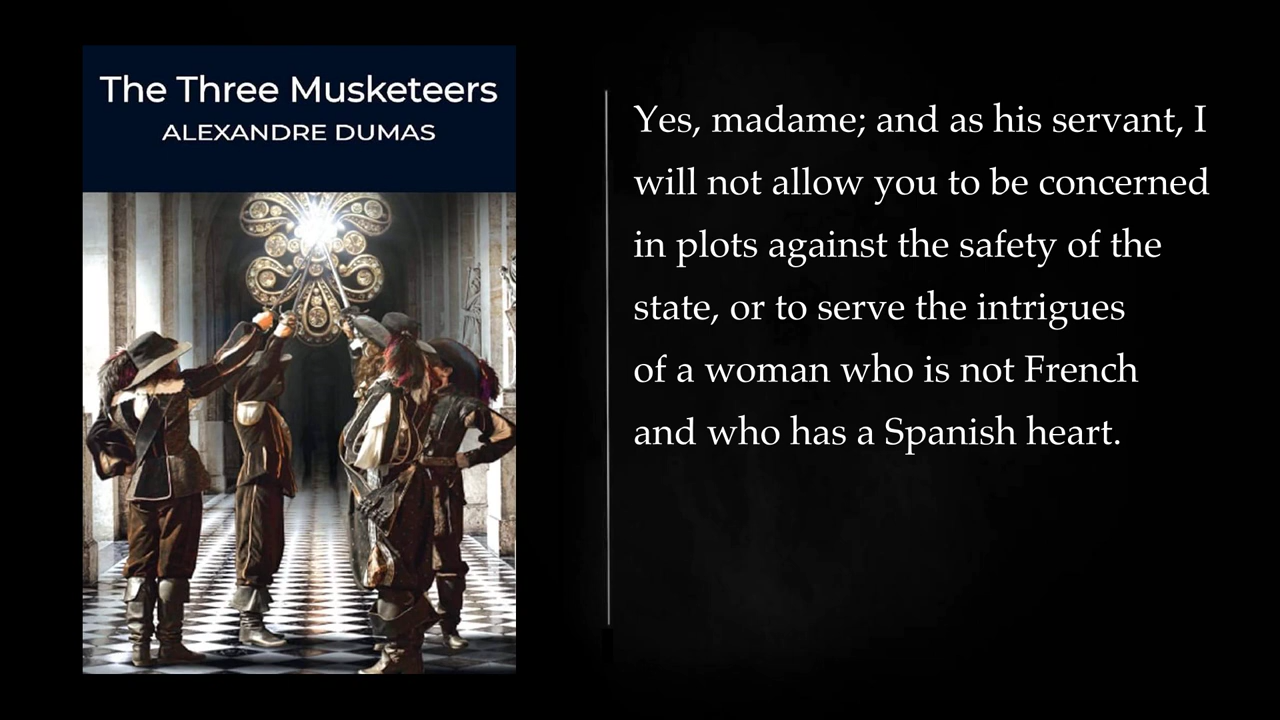 The Three Musketeers
ALEXANDRE DUMAS
Yes, madame; and as his servant, I
will not allow you to be concerned
in plots against the safety of the
state, or to serve the intrigues
of a woman who is not French
and who has a Spanish heart.